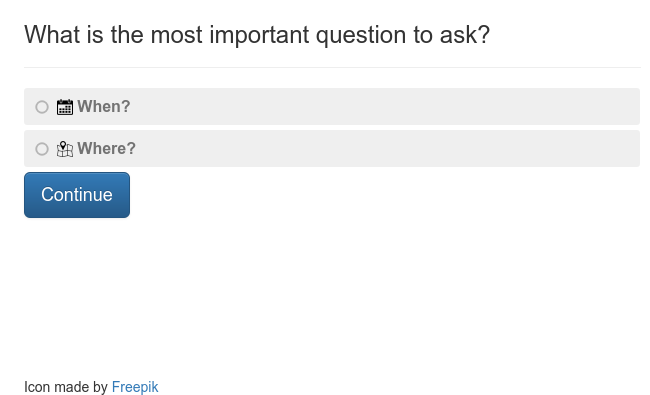 What is the most important question to ask?
When?
Where?
Continue
Icon made by Freepik